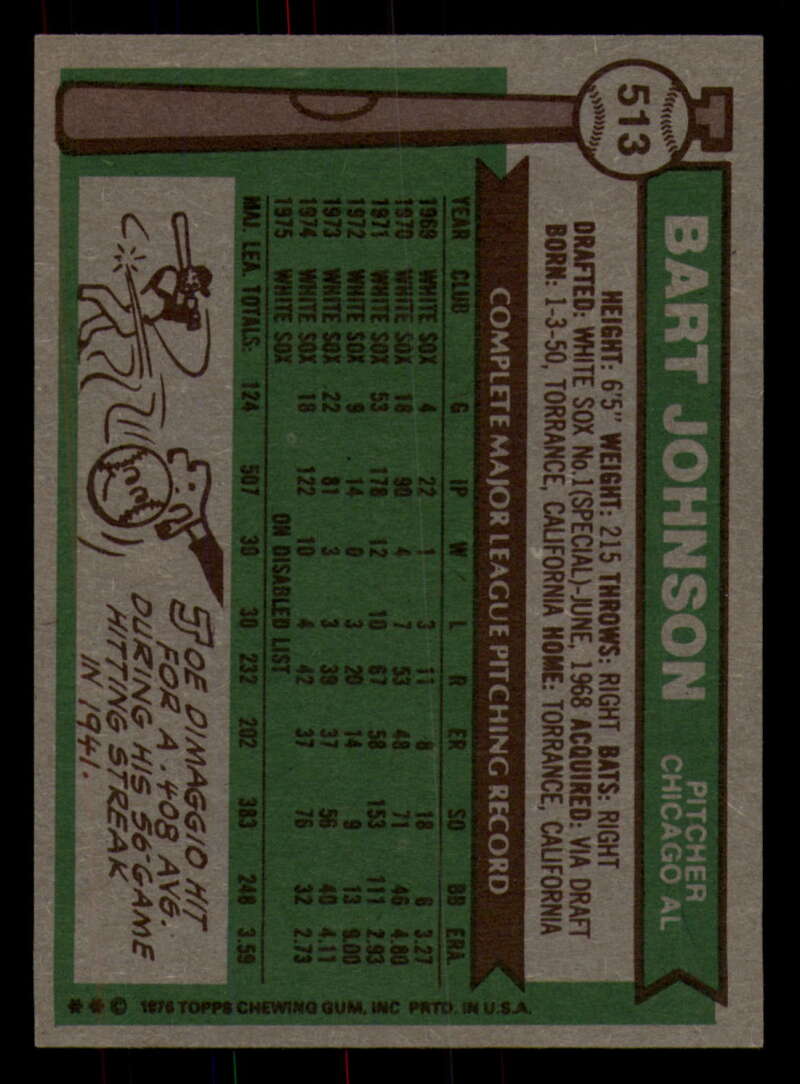 513
BART JOHNSON
PITCHER
CHICAGO AL
HEIGHT: 6'5" WEIGHT: 215 THROWS: RIGHT BATS: RIGHT
DRAFTED: WHITE SOX No.1(SPECIAL)-JUNE, 1968 ACQUIRED: VIA DRAFT
BORN: 1-3-50, TORRANCE, CALIFORNIA HOME: TORRANCE, CALIFORNIA
COMPLETE MAJOR LEAGUE PITCHING RECORD
YEAR CLUB G IP W L R ER SO BB ERA
1969 WHITE SOX 4 22 1 3 11 8 18 6 3.27
1970 WHITE SOX 18 90 4 7 53 48 71 46 4.80
1971 WHITE SOX 53 178 12 10 67 58 153 111 2.93
1972 WHITE SOX 9 14 0 3 20 14 9 13 9.00
1973 WHITE SOX 22 81 3 3 39 37 56 40 4.11
1974 WHITE SOX 18 122 10 4 42 37 76 32 2.73
1975 WHITE SOX ON DISABLED LIST
MAJ. LEA. TOTALS: 124 507 30 30 232 202 383 248 3.59
JOE DIMAGGIO HIT
FOR A .408 AVG.
DURING HIS 56-GAME
HITTING STREAK
IN 1941.
** © 1976 TOPPS CHEWING GUM, INC PRTD. IN U.S.A.